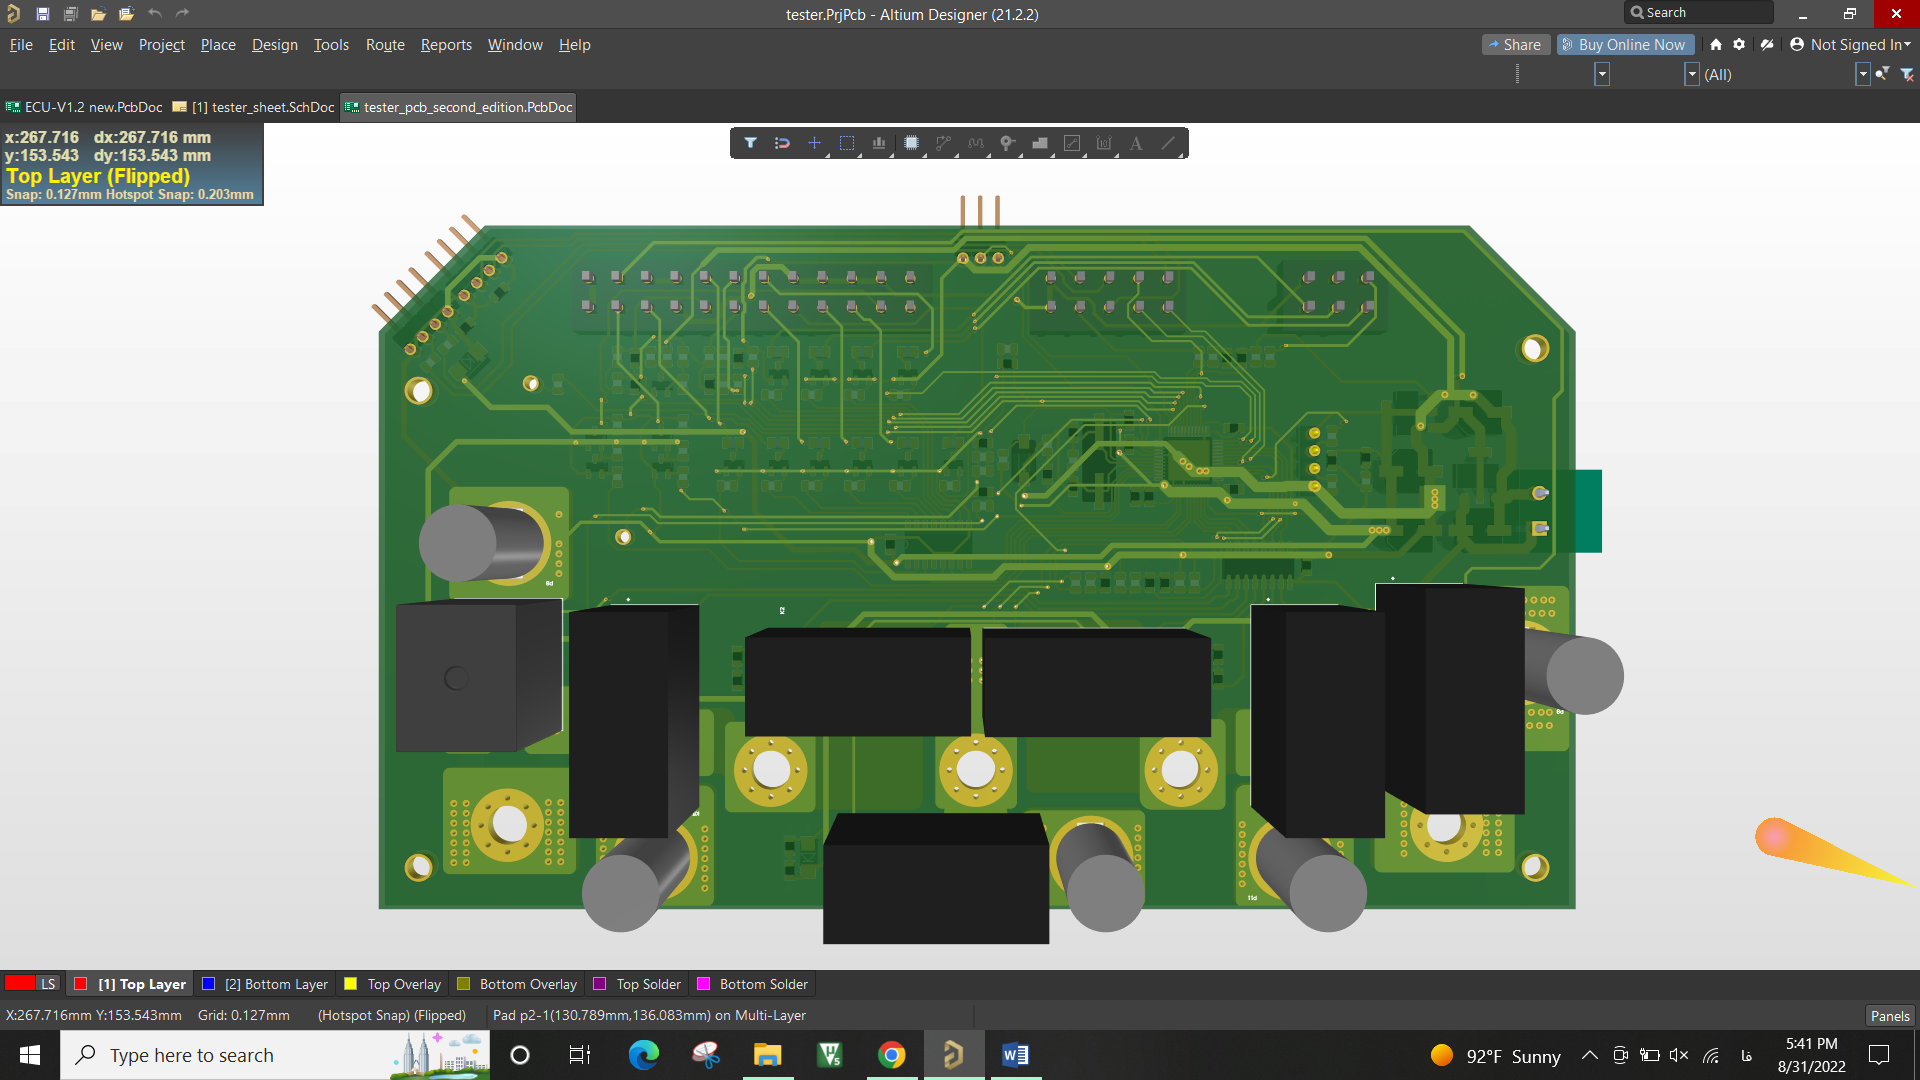 tester.PrjPcb - Altium Designer (21.2.2)
Search
File Edit View Project Place Design Tools Route Reports Window Help
Share Buy Online Now Not Signed In
(All)
ECU-V1.2 new.PcbDoc [1] tester_sheet.SchDoc tester_pcb_second_edition.PcbDoc
x:267.716 dx:267.716 mm
y:153.543 dy:153.543 mm
Top Layer (Flipped)
Snap: 0.127mm Hotspot Snap: 0.203mm
LS [1] Top Layer [2] Bottom Layer Top Overlay Bottom Overlay Top Solder Bottom Solder
X:267.716mm Y:153.543mm Grid: 0.127mm (Hotspot Snap) (Flipped) Pad p2-1(130.789mm,136.083mm) on Multi-Layer
Panels
Type here to search
92°F Sunny
فا
5:41 PM
8/31/2022